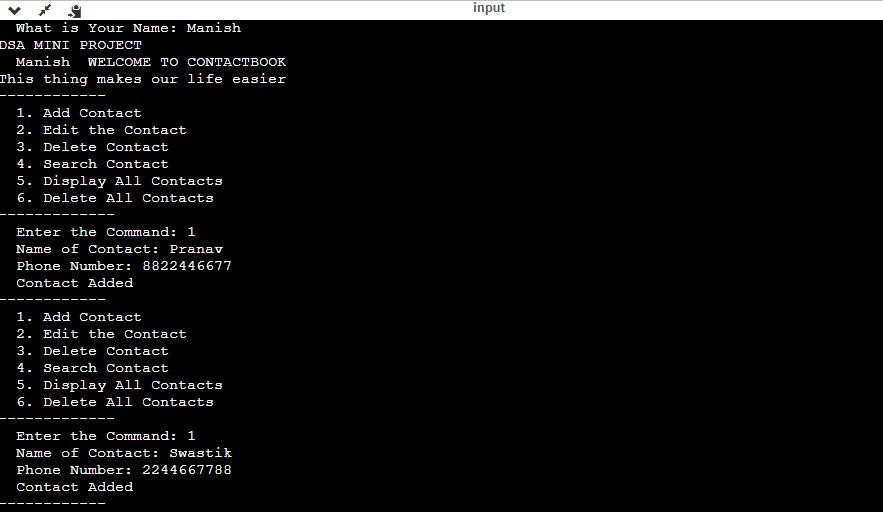 input
What is Your Name: Manish
DSA MINI PROJECT
Manish  WELCOME TO CONTACTBOOK
This thing makes our life easier
------------
1. Add Contact
2. Edit the Contact
3. Delete Contact
4. Search Contact
5. Display All Contacts
6. Delete All Contacts
-------------
Enter the Command: 1
Name of Contact: Pranav
Phone Number: 8822446677
Contact Added
------------
1. Add Contact
2. Edit the Contact
3. Delete Contact
4. Search Contact
5. Display All Contacts
6. Delete All Contacts
-------------
Enter the Command: 1
Name of Contact: Swastik
Phone Number: 2244667788
Contact Added
------------